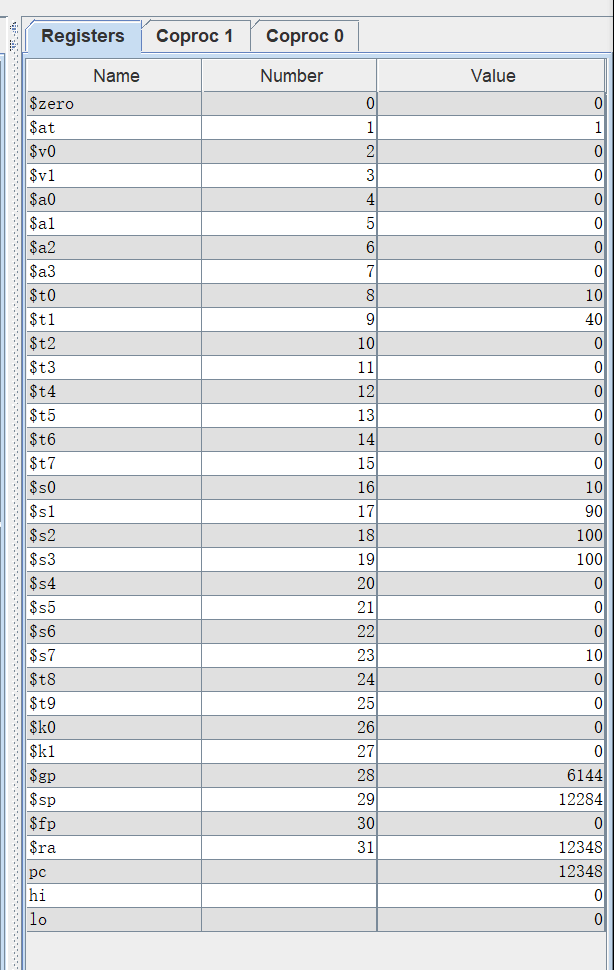 Registers Coproc 1 Coproc 0
Name Number Value
$zero 0 0
$at 1 1
$v0 2 0
$v1 3 0
$a0 4 0
$a1 5 0
$a2 6 0
$a3 7 0
$t0 8 10
$t1 9 40
$t2 10 0
$t3 11 0
$t4 12 0
$t5 13 0
$t6 14 0
$t7 15 0
$s0 16 10
$s1 17 90
$s2 18 100
$s3 19 100
$s4 20 0
$s5 21 0
$s6 22 0
$s7 23 10
$t8 24 0
$t9 25 0
$k0 26 0
$k1 27 0
$gp 28 6144
$sp 29 12284
$fp 30 0
$ra 31 12348
pc 12348
hi 0
lo 0